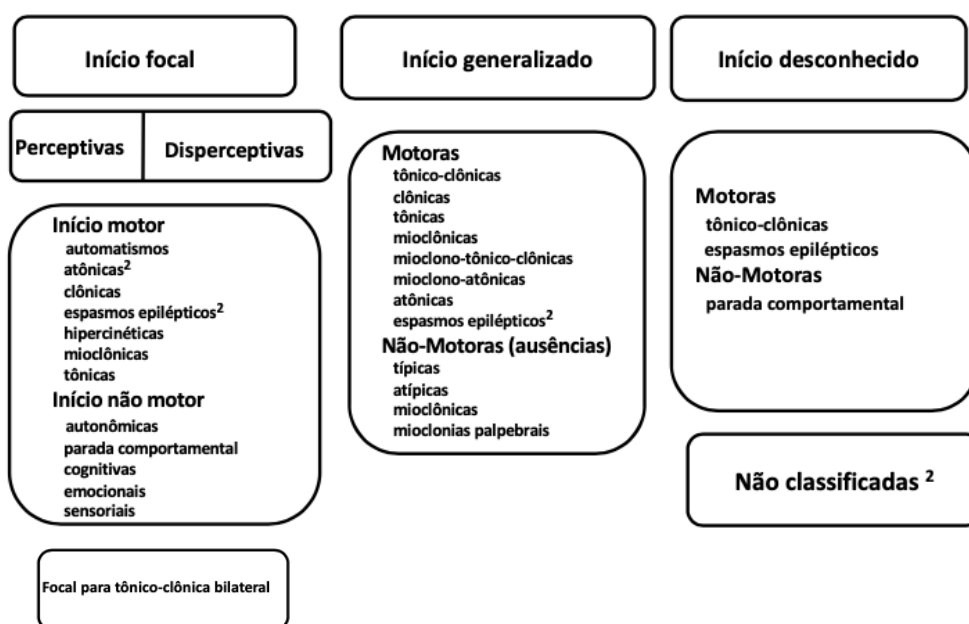 Início focal
Perceptivas
Disperceptivas
Início motor
automatismos
atônicas²
clônicas
espasmos epilépticos²
hipercinéticas
mioclônicas
tônicas
Início não motor
autonômicas
parada comportamental
cognitivas
emocionais
sensoriais
Focal para tônico-clônica bilateral
Início generalizado
Motoras
tônico-clônicas
clônicas
tônicas
mioclônicas
mioclono-tônico-clônicas
mioclono-atônicas
atônicas
espasmos epilépticos²
Não-Motoras (ausências)
típicas
atípicas
mioclônicas
mioclonias palpebrais
Início desconhecido
Motoras
tônico-clônicas
espasmos epilépticos
Não-Motoras
parada comportamental
Não classificadas ²